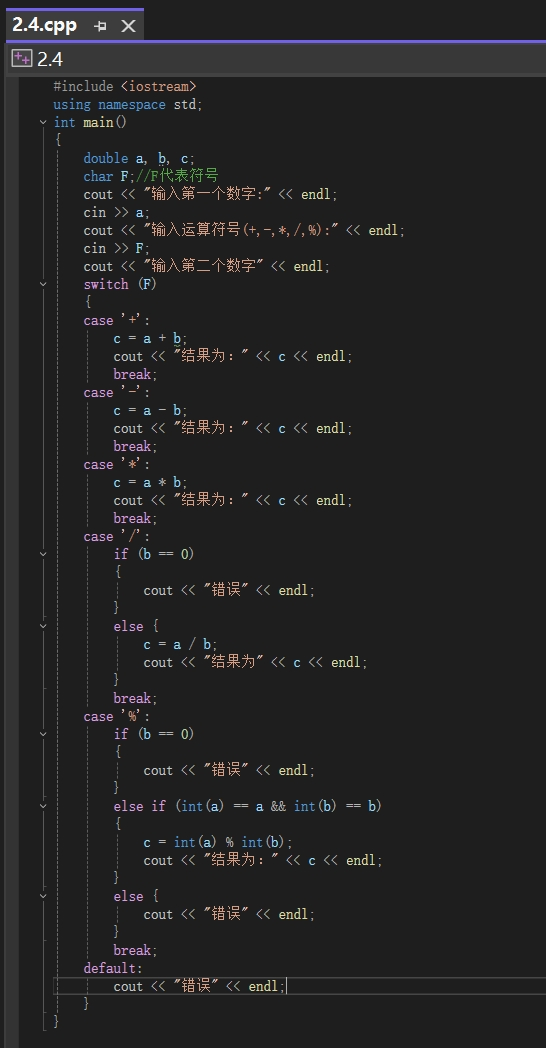 2.4.cpp
2.4
#include <iostream>
using namespace std;
int main()
{
double a, b, c;
char F;//F代表符号
cout << "输入第一个数字:" << endl;
cin >> a;
cout << "输入运算符号(+,-,*,/,%):" << endl;
cin >> F;
cout << "输入第二个数字" << endl;
switch (F)
{
case '+':
c = a + b;
cout << "结果为：" << c << endl;
break;
case '-':
c = a - b;
cout << "结果为：" << c << endl;
break;
case '*':
c = a * b;
cout << "结果为：" << c << endl;
break;
case '/':
if (b == 0)
{
cout << "错误" << endl;
}
else {
c = a / b;
cout << "结果为" << c << endl;
}
break;
case '%':
if (b == 0)
{
cout << "错误" << endl;
}
else if (int(a) == a && int(b) == b)
{
c = int(a) % int(b);
cout << "结果为：" << c << endl;
}
else {
cout << "错误" << endl;
}
break;
default:
cout << "错误" << endl;
}
}